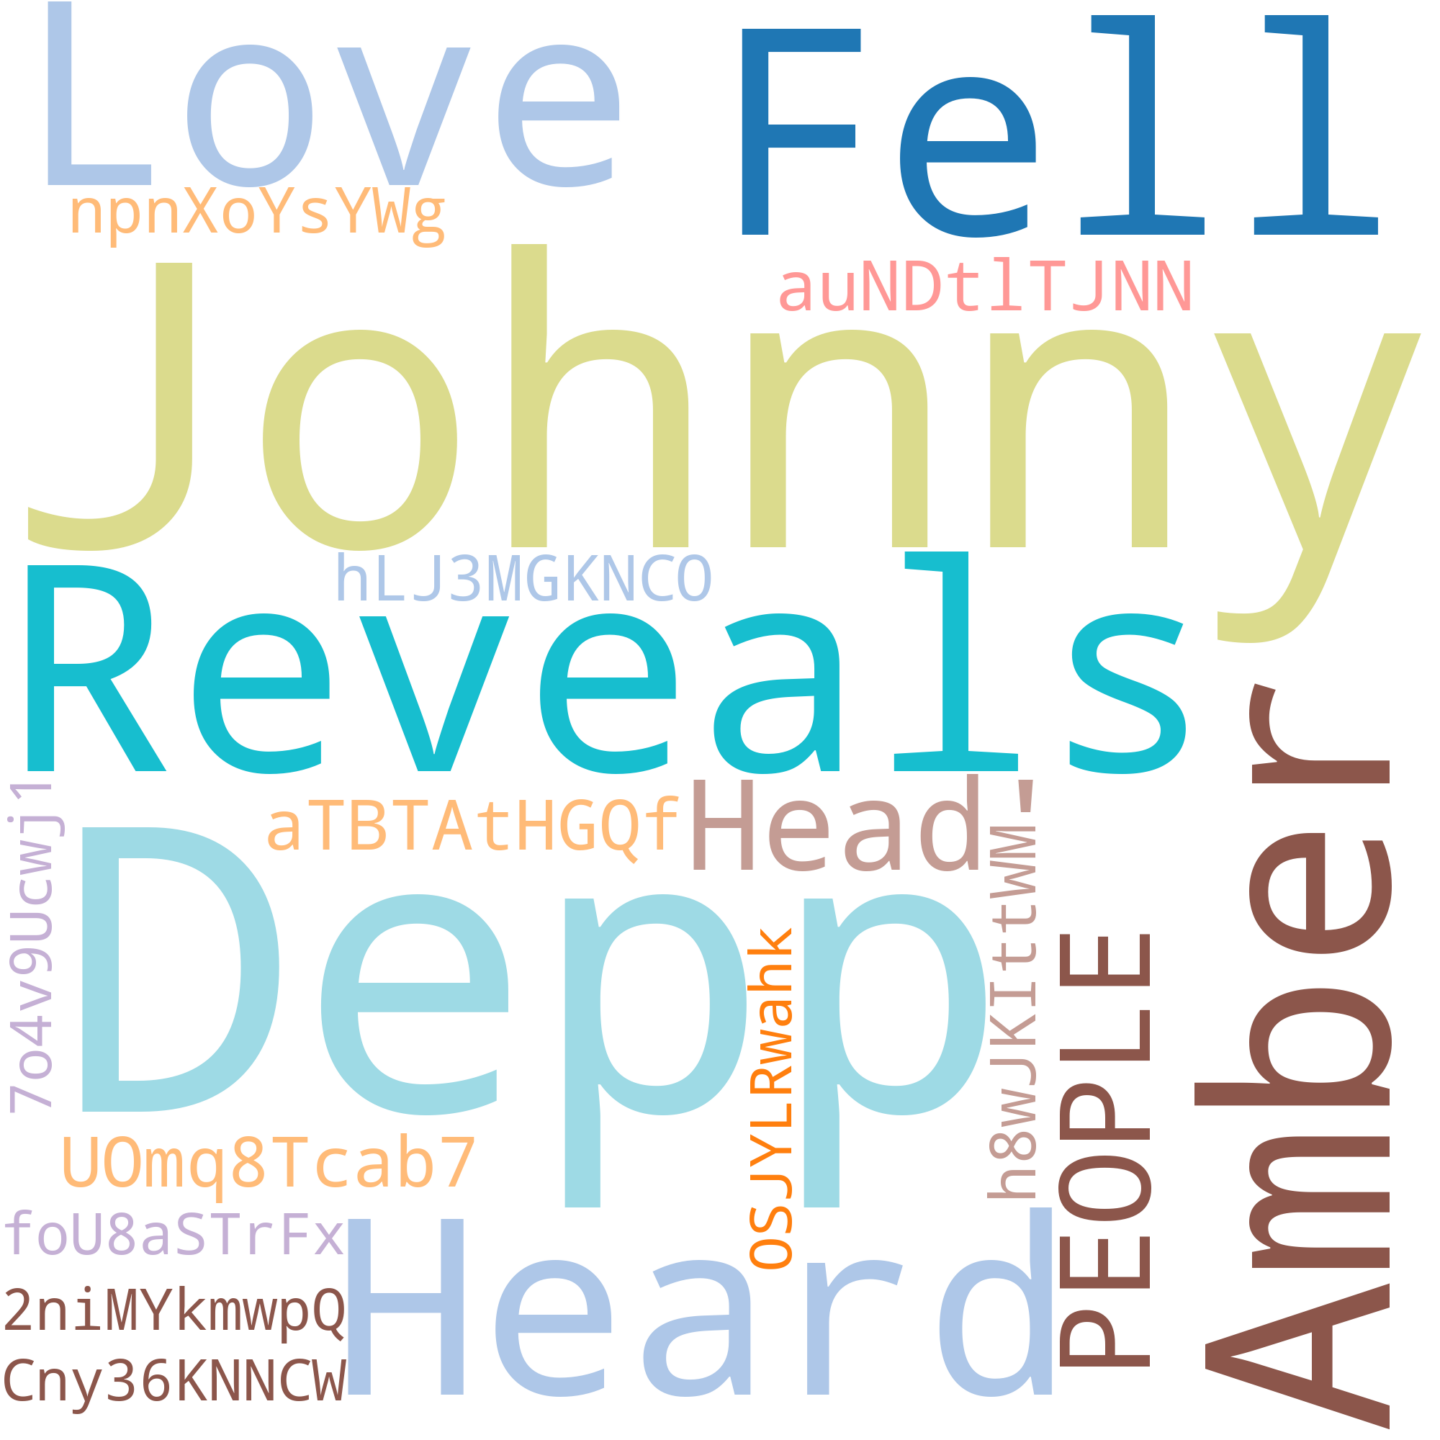 Love
Fell
npnXoYsYWg
auNDtlTJNN
Johnny
hLJ3MGKNCO
Reveals
aTBTAtHGQf
Head'
7o4v9Ucwj1
Depp
OSJYLRwahk
h8wJKIttWM
PEOPLE
Amber
UOmq8Tcab7
foU8aSTrFx
Heard
2niMYkmwpQ
Cny36KNNCW